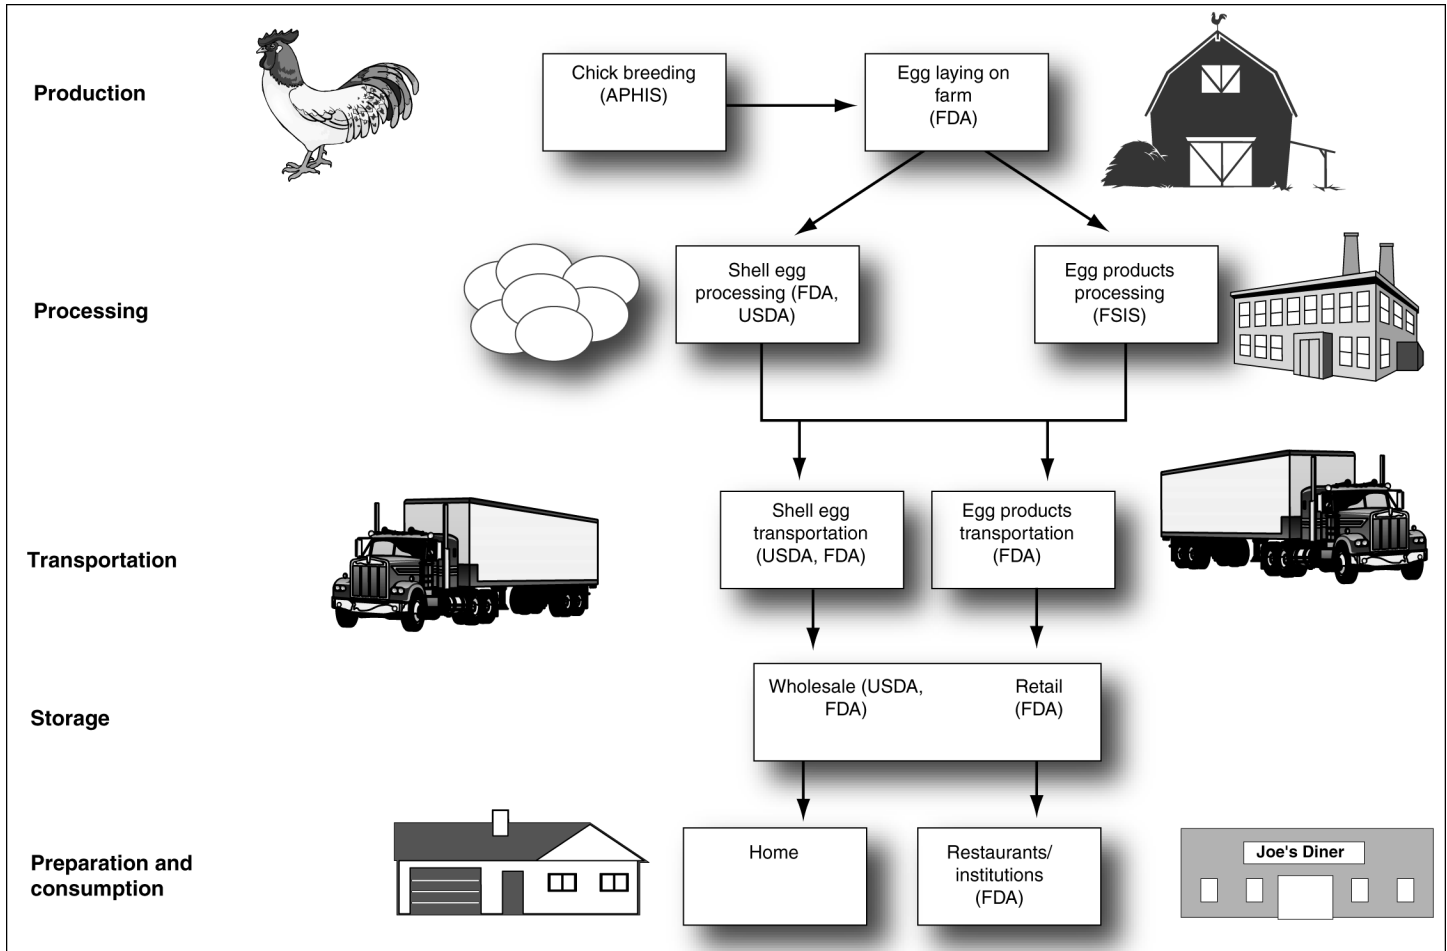 Production
Chick breeding
(APHIS)
Egg laying on
farm
(FDA)
Processing
Shell egg
processing (FDA,
USDA)
Egg products
processing
(FSIS)
Transportation
Shell egg
transportation
(USDA, FDA)
Egg products
transportation
(FDA)
Storage
Wholesale (USDA,
FDA)
Retail
(FDA)
Preparation and
consumption
Home
Restaurants/
institutions
(FDA)
Joe's Diner